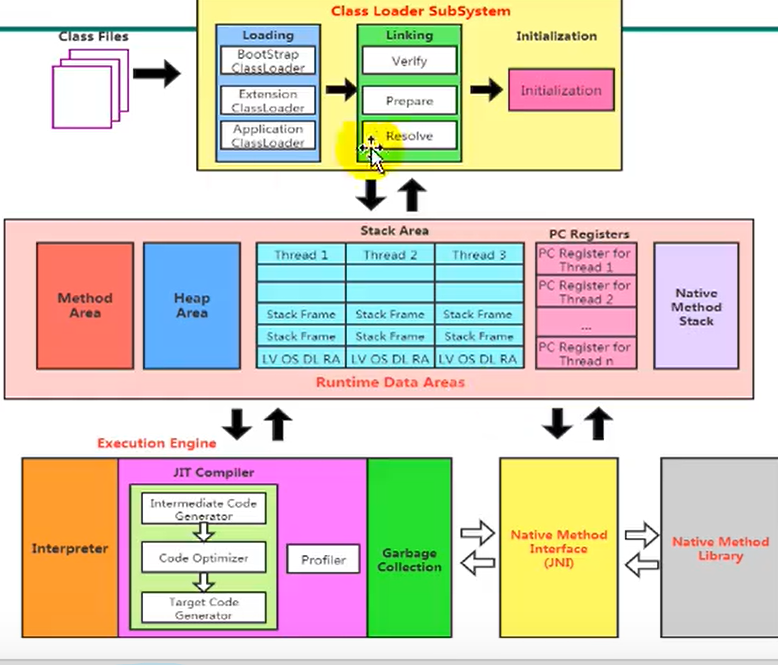 Class Loader SubSystem
Class Files
Loading
BootStrap
ClassLoader
Extension
ClassLoader
Application
ClassLoader
Linking
Verify
Prepare
Resolve
Initialization
Initialization
Stack Area
PC Registers
Method
Area
Heap
Area
Thread 1 Thread 2 Thread 3
Stack Frame Stack Frame Stack Frame
Stack Frame Stack Frame Stack Frame
LV OS DL RA LV OS DL RA LV OS DL RA
PC Register for
Thread 1
PC Register for
Thread 2
...
PC Register for
Thread n
Native
Method
Stack
Runtime Data Areas
Execution Engine
Interpreter
JIT Compiler
Intermediate Code
Generator
Code Optimizer
Target Code
Generator
Profiler
Garbage
Collection
Native Method
Interface
(JNI)
Native Method
Library